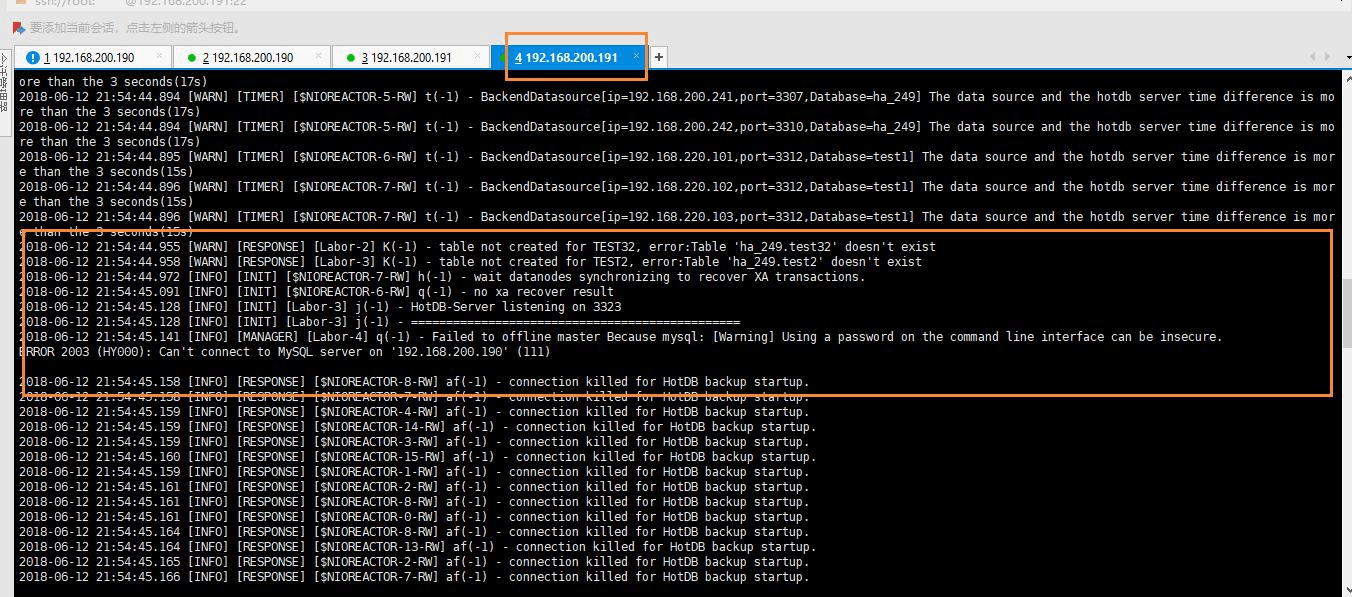 ssh://root: @192.168.200.191:22
要添加当前会话，点击左侧的箭头按钮。
1 192.168.200.190 × 2 192.168.200.190 × 3 192.168.200.191 × 4 192.168.200.191 × +
ore than the 3 seconds(17s)
2018-06-12 21:54:44.894 [WARN] [TIMER] [$NIOREACTOR-5-RW] t(-1) - BackendDatasource[ip=192.168.200.241,port=3307,Database=ha_249] The data source and the hotdb server time difference is mo
re than the 3 seconds(17s)
2018-06-12 21:54:44.894 [WARN] [TIMER] [$NIOREACTOR-5-RW] t(-1) - BackendDatasource[ip=192.168.200.242,port=3310,Database=ha_249] The data source and the hotdb server time difference is mo
re than the 3 seconds(17s)
2018-06-12 21:54:44.895 [WARN] [TIMER] [$NIOREACTOR-6-RW] t(-1) - BackendDatasource[ip=192.168.220.101,port=3312,Database=test1] The data source and the hotdb server time difference is mor
e than the 3 seconds(15s)
2018-06-12 21:54:44.896 [WARN] [TIMER] [$NIOREACTOR-7-RW] t(-1) - BackendDatasource[ip=192.168.220.102,port=3312,Database=test1] The data source and the hotdb server time difference is mor
e than the 3 seconds(15s)
2018-06-12 21:54:44.896 [WARN] [TIMER] [$NIOREACTOR-7-RW] t(-1) - BackendDatasource[ip=192.168.220.103,port=3312,Database=test1] The data source and the hotdb server time difference is mor
e than the 3 seconds(15s)
2018-06-12 21:54:44.955 [WARN] [RESPONSE] [Labor-2] K(-1) - table not created for TEST32, error:Table 'ha_249.test32' doesn't exist
2018-06-12 21:54:44.958 [WARN] [RESPONSE] [Labor-3] K(-1) - table not created for TEST2, error:Table 'ha_249.test2' doesn't exist
2018-06-12 21:54:44.972 [INFO] [INIT] [$NIOREACTOR-7-RW] h(-1) - wait datanodes synchronizing to recover XA transactions.
2018-06-12 21:54:45.091 [INFO] [INIT] [$NIOREACTOR-6-RW] q(-1) - no xa recover result
2018-06-12 21:54:45.128 [INFO] [INIT] [Labor-3] j(-1) - HotDB-Server listening on 3323
2018-06-12 21:54:45.128 [INFO] [INIT] [Labor-3] j(-1) - ===============================================
2018-06-12 21:54:45.141 [INFO] [MANAGER] [Labor-4] q(-1) - Failed to offline master Because mysql: [Warning] Using a password on the command line interface can be insecure.
ERROR 2003 (HY000): Can't connect to MySQL server on '192.168.200.190' (111)
2018-06-12 21:54:45.158 [INFO] [RESPONSE] [$NIOREACTOR-8-RW] af(-1) - connection killed for HotDB backup startup.
2018-06-12 21:54:45.158 [INFO] [RESPONSE] [$NIOREACTOR-7-RW] af(-1) - connection killed for HotDB backup startup.
2018-06-12 21:54:45.159 [INFO] [RESPONSE] [$NIOREACTOR-4-RW] af(-1) - connection killed for HotDB backup startup.
2018-06-12 21:54:45.159 [INFO] [RESPONSE] [$NIOREACTOR-14-RW] af(-1) - connection killed for HotDB backup startup.
2018-06-12 21:54:45.159 [INFO] [RESPONSE] [$NIOREACTOR-3-RW] af(-1) - connection killed for HotDB backup startup.
2018-06-12 21:54:45.160 [INFO] [RESPONSE] [$NIOREACTOR-15-RW] af(-1) - connection killed for HotDB backup startup.
2018-06-12 21:54:45.159 [INFO] [RESPONSE] [$NIOREACTOR-1-RW] af(-1) - connection killed for HotDB backup startup.
2018-06-12 21:54:45.161 [INFO] [RESPONSE] [$NIOREACTOR-2-RW] af(-1) - connection killed for HotDB backup startup.
2018-06-12 21:54:45.161 [INFO] [RESPONSE] [$NIOREACTOR-8-RW] af(-1) - connection killed for HotDB backup startup.
2018-06-12 21:54:45.161 [INFO] [RESPONSE] [$NIOREACTOR-0-RW] af(-1) - connection killed for HotDB backup startup.
2018-06-12 21:54:45.164 [INFO] [RESPONSE] [$NIOREACTOR-8-RW] af(-1) - connection killed for HotDB backup startup.
2018-06-12 21:54:45.164 [INFO] [RESPONSE] [$NIOREACTOR-13-RW] af(-1) - connection killed for HotDB backup startup.
2018-06-12 21:54:45.165 [INFO] [RESPONSE] [$NIOREACTOR-2-RW] af(-1) - connection killed for HotDB backup startup.
2018-06-12 21:54:45.166 [INFO] [RESPONSE] [$NIOREACTOR-7-RW] af(-1) - connection killed for HotDB backup startup.